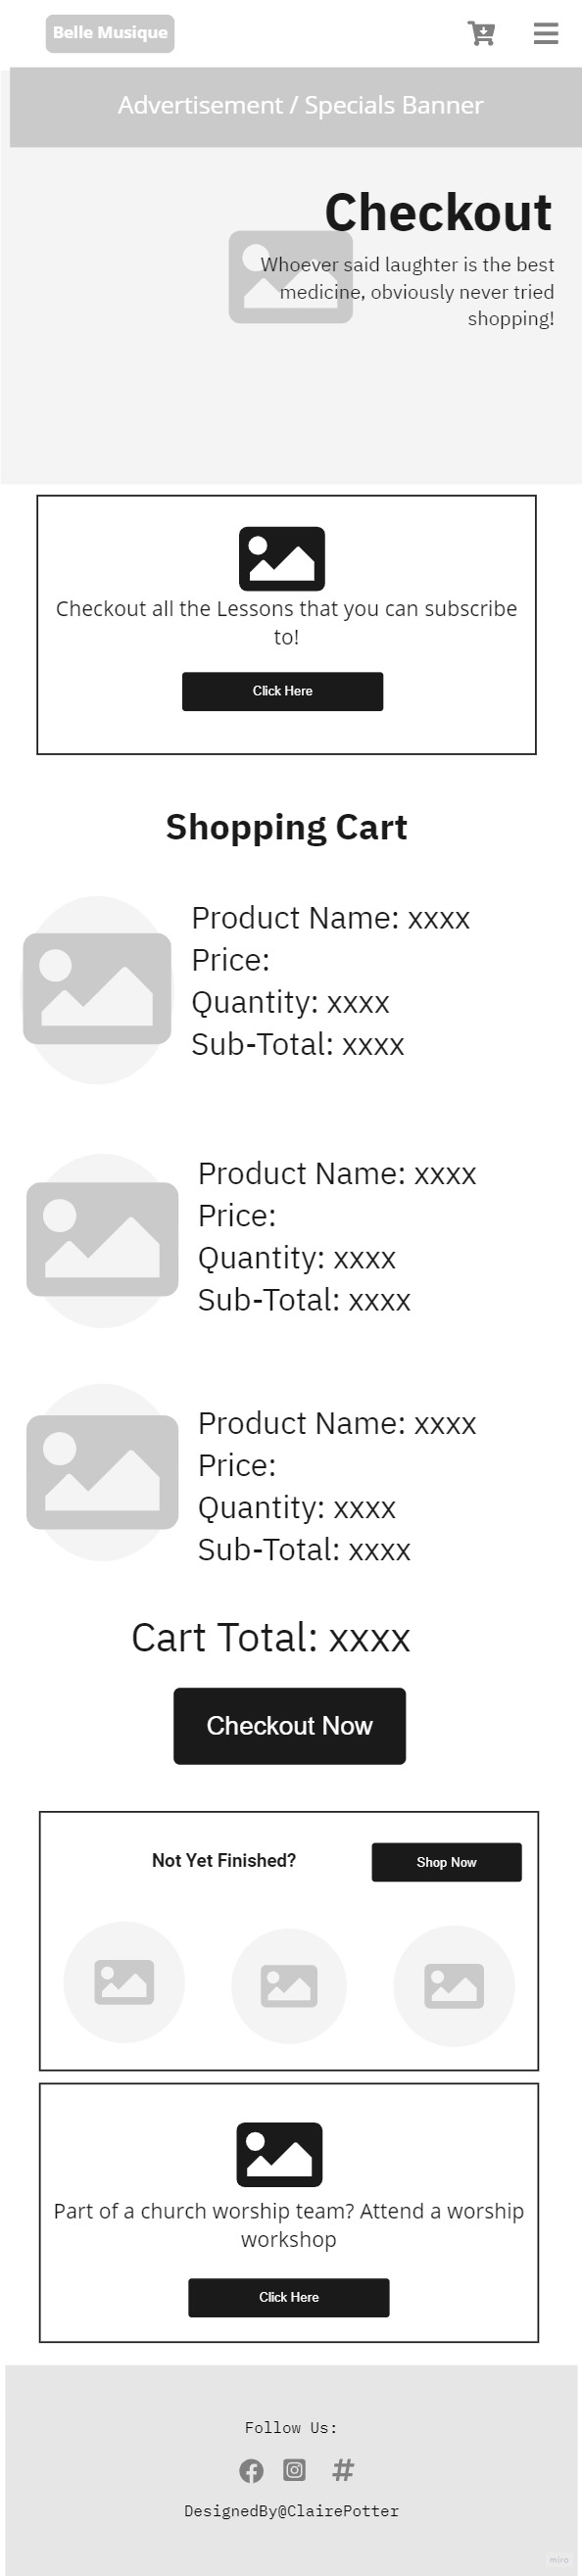 Belle Musique
Advertisement / Specials Banner
Checkout
Whoever said laughter is the best
medicine, obviously never tried
shopping!
Checkout all the Lessons that you can subscribe
to!
Click Here
Shopping Cart
Product Name: xxxx
Price:
Quantity: xxxx
Sub-Total: xxxx
Product Name: xxxx
Price:
Quantity: xxxx
Sub-Total: xxxx
Product Name: xxxx
Price:
Quantity: xxxx
Sub-Total: xxxx
Cart Total: xxxx
Checkout Now
Not Yet Finished?
Shop Now
Part of a church worship team? Attend a worship
workshop
Click Here
Follow Us:
#
DesignedBy@ClairePotter
miro